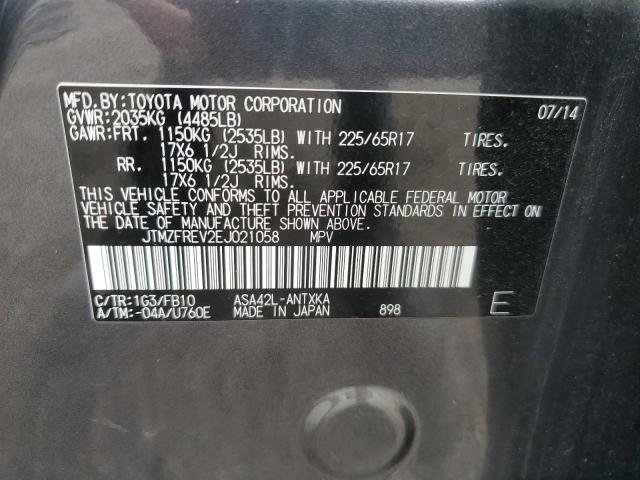 MFD.BY:TOYOTA MOTOR CORPORATION 07/14
GVWR:2035KG (4485LB)
GAWR:FRT. 1150KG (2535LB) WITH 225/65R17 TIRES.
17X6 1/2J RIMS.
RR. 1150KG (2535LB) WITH 225/65R17 TIRES.
17X6 1/2J RIMS.
THIS VEHICLE CONFORMS TO ALL APPLICABLE FEDERAL MOTOR
VEHICLE SAFETY AND THEFT PREVENTION STANDARDS IN EFFECT ON
THE DATE OF MANUFACTURE SHOWN ABOVE.
JTMZFREV2EJ021058 MPV
C/TR:1G3/FB10 ASA42L-ANTXKA
A/TM:-04A/U760E MADE IN JAPAN 898 E